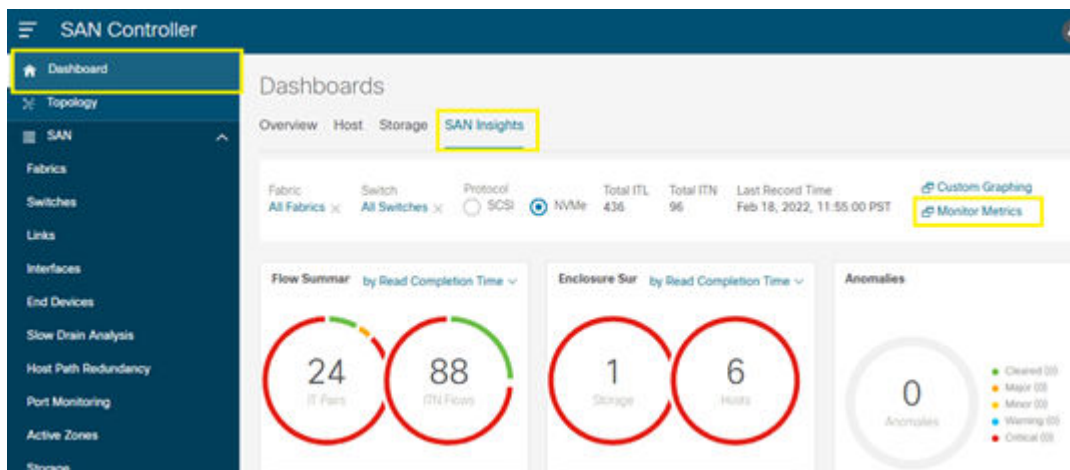 SAN Controller
Dashboard
Topology
SAN
Fabrics
Switches
Links
Interfaces
End Devices
Slow Drain Analysis
Host Path Redundancy
Port Monitoring
Active Zones
Storage
Dashboards
Overview Host Storage SAN Insights
Fabric Switch Protocol Total ITL Total ITN Last Record Time
All Fabrics × All Switches × SCSI NVMe 436 96 Feb 18, 2022, 11:55:00 PST
Custom Graphing
Monitor Metrics
Flow Summar by Read Completion Time
24
IT Pairs
88
ITN Flows
Enclosure Sur by Read Completion Time
1
Storage
6
Hosts
Anomalies
0
Anomalies
Cleared (0)
Major (0)
Minor (0)
Warning (0)
Critical (0)